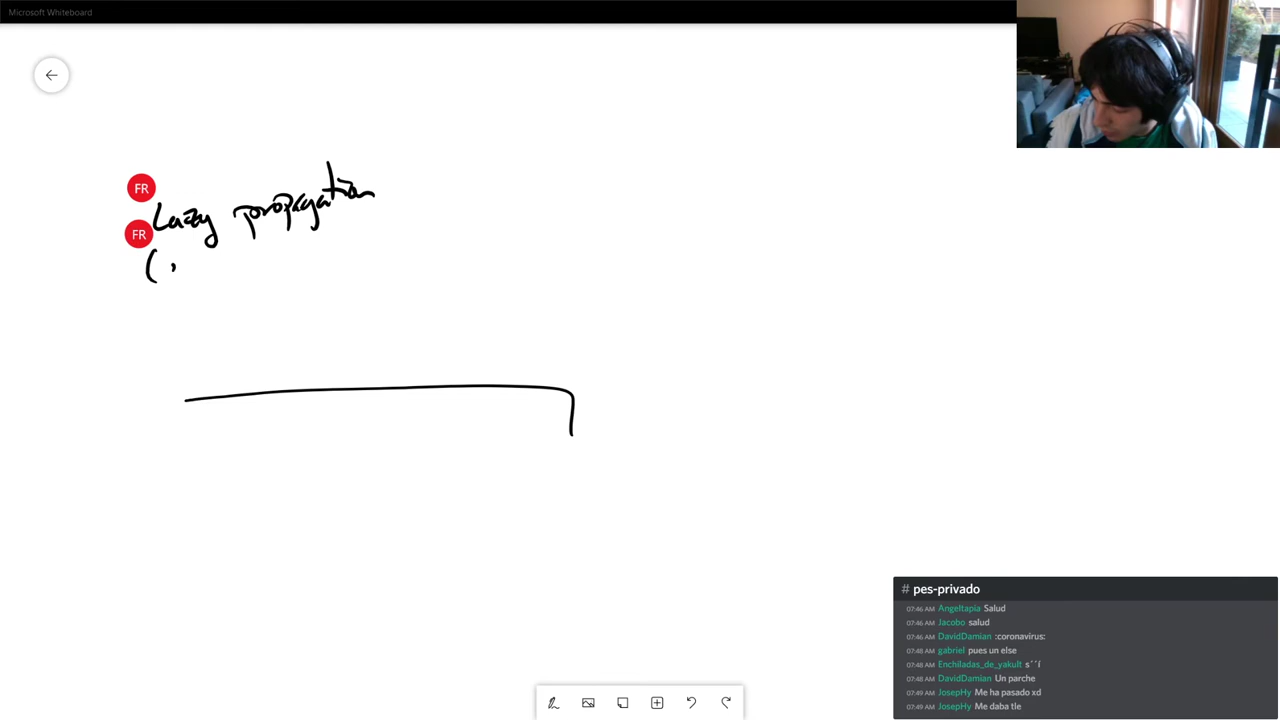 Microsoft Whiteboard
FR
Lazy propagation
FR
(
# pes-privado
07:46 AM Angeltapia Salud
07:46 AM Jacobo salud
07:46 AM DavidDamian :coronavirus:
07:48 AM gabriel pues un else
07:48 AM Enchiladas_de_yakult s´´í
07:48 AM DavidDamian Un parche
07:49 AM JosepHy Me ha pasado xd
07:49 AM JosepHy Me daba tle